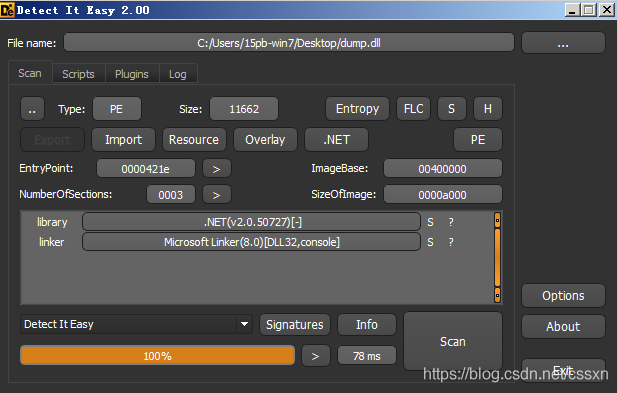 Detect It Easy 2.00
File name: C:/Users/15pb-win7/Desktop/dump.dll ...
Scan Scripts Plugins Log
.. Type: PE Size: 11662 Entropy FLC S H
Export Import Resource Overlay .NET PE
EntryPoint: 0000421e > ImageBase: 00400000
NumberOfSections: 0003 > SizeOfImage: 0000a000
library .NET(v2.0.50727)[-] S ?
linker Microsoft Linker(8.0)[DLL32,console] S ?
Options
Detect It Easy Signatures Info Scan About
100% > 78 ms
Exit
https://blog.csdn.net/cssxn